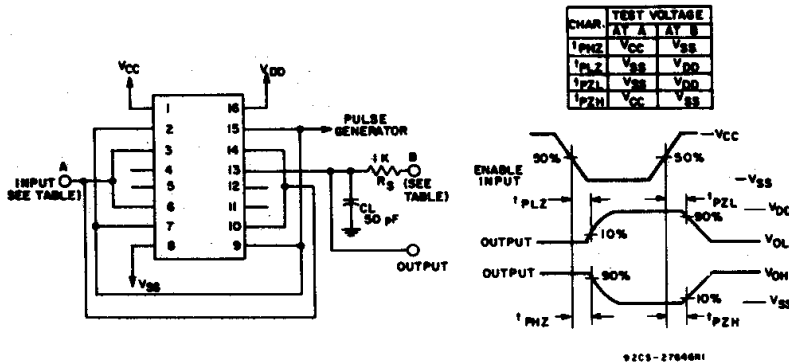 CHAR. TEST VOLTAGE
AT A AT B
tPHZ VCC VSS
tPLZ VSS VDD
tPZL VSS VDD
tPZH VCC VSS
VCC VDD
1 16
2 15
3 14
4 13
5 12
6 11
7 10
8 9
PULSE
GENERATOR
A
INPUT
SEE TABLE)
1K
RS
B
(SEE
TABLE)
CL
50 pF
OUTPUT
VSS
VCC
50% 50%
ENABLE
INPUT
VSS
tPLZ tPZL
VDD
90%
10%
OUTPUT
VOL
OUTPUT
VOH
90%
10%
VSS
tPHZ tPZH
92CS-27646R1